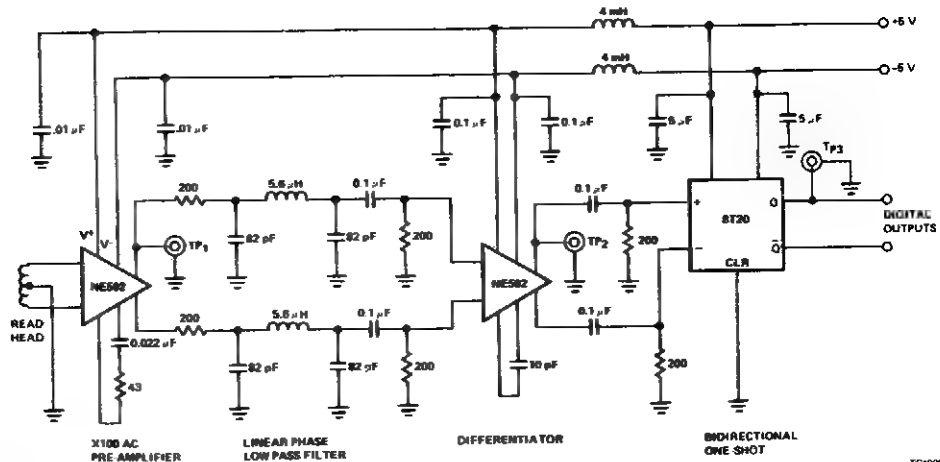 4 mH
+5 V
4 mH
-5 V
.01 µF
.01 µF
0.1 µF
0.1 µF
6 µF
5 µF
TP3
200
5.6 µH
0.1 µF
0.1 µF
8T20
+
Q
DIGITAL
OUTPUTS
V+
V-
TP1
82 pF
82 pF
200
TP2
200
−
Q̅
CLR
NE592
NE592
READ
HEAD
200
5.6 µH
0.1 µF
0.1 µF
0.022 µF
43
82 pF
82 pF
200
10 pF
200
X100 AC
PRE-AMPLIFIER
LINEAR PHASE
LOW PASS FILTER
DIFFERENTIATOR
BIDIRECTIONAL
ONE-SHOT